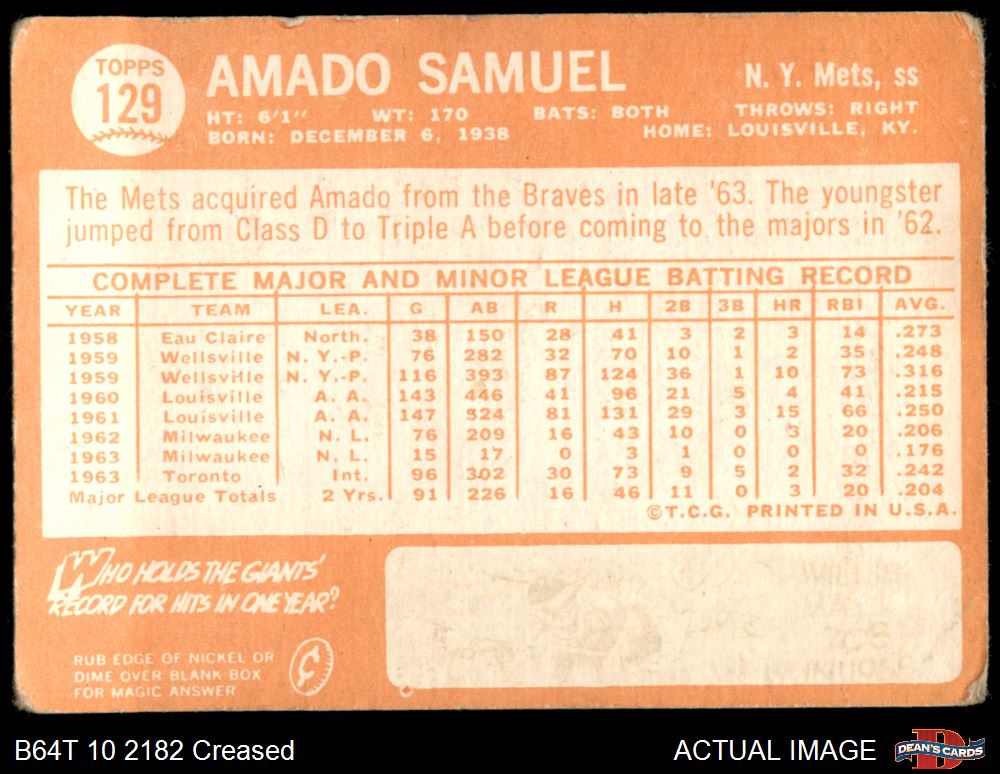 TOPPS
129
AMADO SAMUEL
N. Y. Mets, ss
HT: 6'1" WT: 170 BATS: BOTH THROWS: RIGHT
BORN: DECEMBER 6, 1938 HOME: LOUISVILLE, KY.
The Mets acquired Amado from the Braves in late '63. The youngster
jumped from Class D to Triple A before coming to the majors in '62.
COMPLETE MAJOR AND MINOR LEAGUE BATTING RECORD
YEAR TEAM LEA. G AB R H 2B 3B HR RBI AVG.
1958 Eau Claire North. 38 150 28 41 3 2 3 14 .273
1959 Wellsville N. Y.-P. 76 282 32 70 10 1 2 35 .248
1959 Wellsville N. Y.-P. 116 393 87 124 36 1 10 73 .316
1960 Louisville A. A. 143 446 41 96 21 5 4 41 .215
1961 Louisville A. A. 147 524 81 131 29 3 15 66 .250
1962 Milwaukee N. L. 76 209 16 43 10 0 3 20 .206
1963 Milwaukee N. L. 15 17 0 3 1 0 0 0 .176
1963 Toronto Int. 96 302 30 73 9 5 2 32 .242
Major League Totals 2 Yrs. 91 226 16 46 11 0 3 20 .204
©T.C.G. PRINTED IN U.S.A.
WHO HOLDS THE GIANTS'
RECORD FOR HITS IN ONE YEAR?
RUB EDGE OF NICKEL OR
DIME OVER BLANK BOX
FOR MAGIC ANSWER
¢
B64T 10 2182 Creased
ACTUAL IMAGE
DEAN'S CARDS